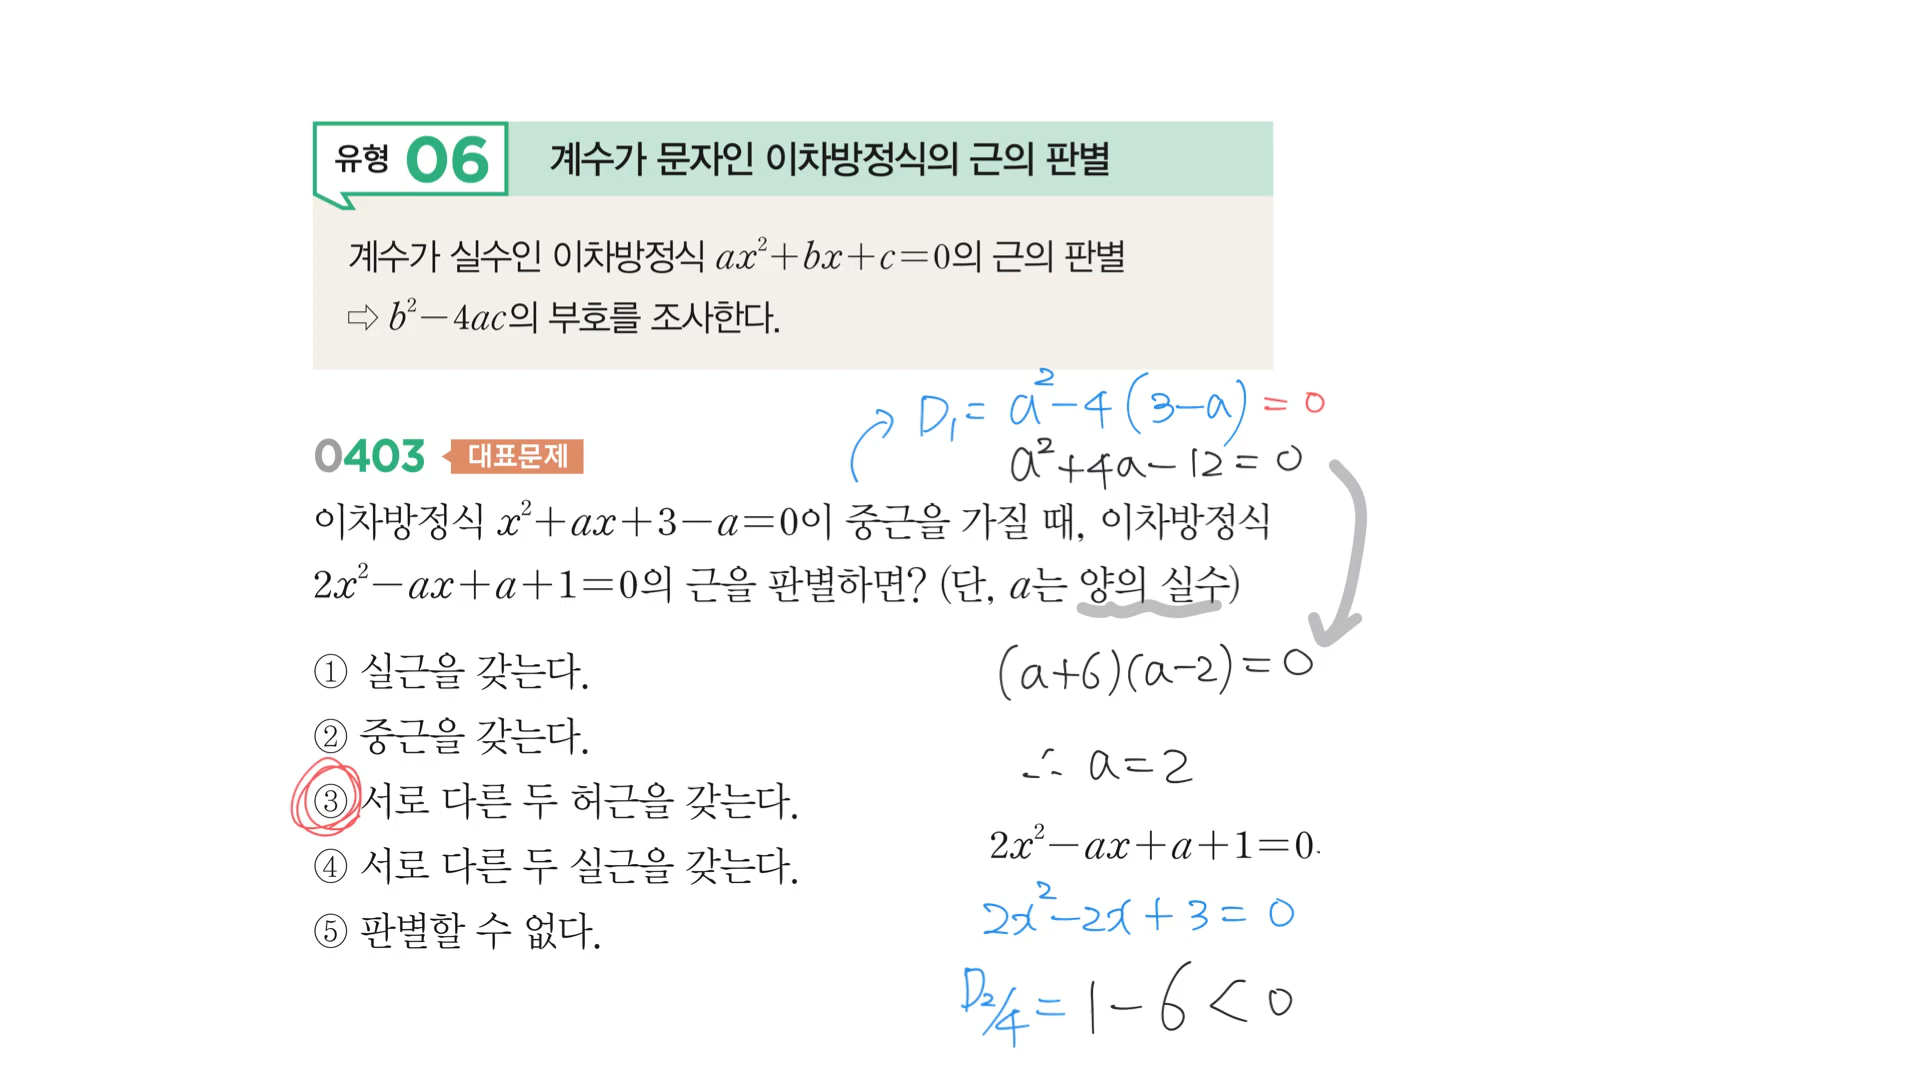 유형 06 계수가 문자인 이차방정식의 근의 판별
계수가 실수인 이차방정식 ax²+bx+c=0의 근의 판별
⇨ b²-4ac의 부호를 조사한다.
D₁= a²-4(3-a)=0
a²+4a-12=0
0403 대표문제
이차방정식 x²+ax+3-a=0이 중근을 가질 때, 이차방정식
2x²-ax+a+1=0의 근을 판별하면? (단, a는 양의 실수)
① 실근을 갖는다.
② 중근을 갖는다.
③ 서로 다른 두 허근을 갖는다.
④ 서로 다른 두 실근을 갖는다.
⑤ 판별할 수 없다.
(a+6)(a-2)=0
∴ a=2
2x²-ax+a+1=0
2x²-2x+3=0
D₂/4=1-6<0